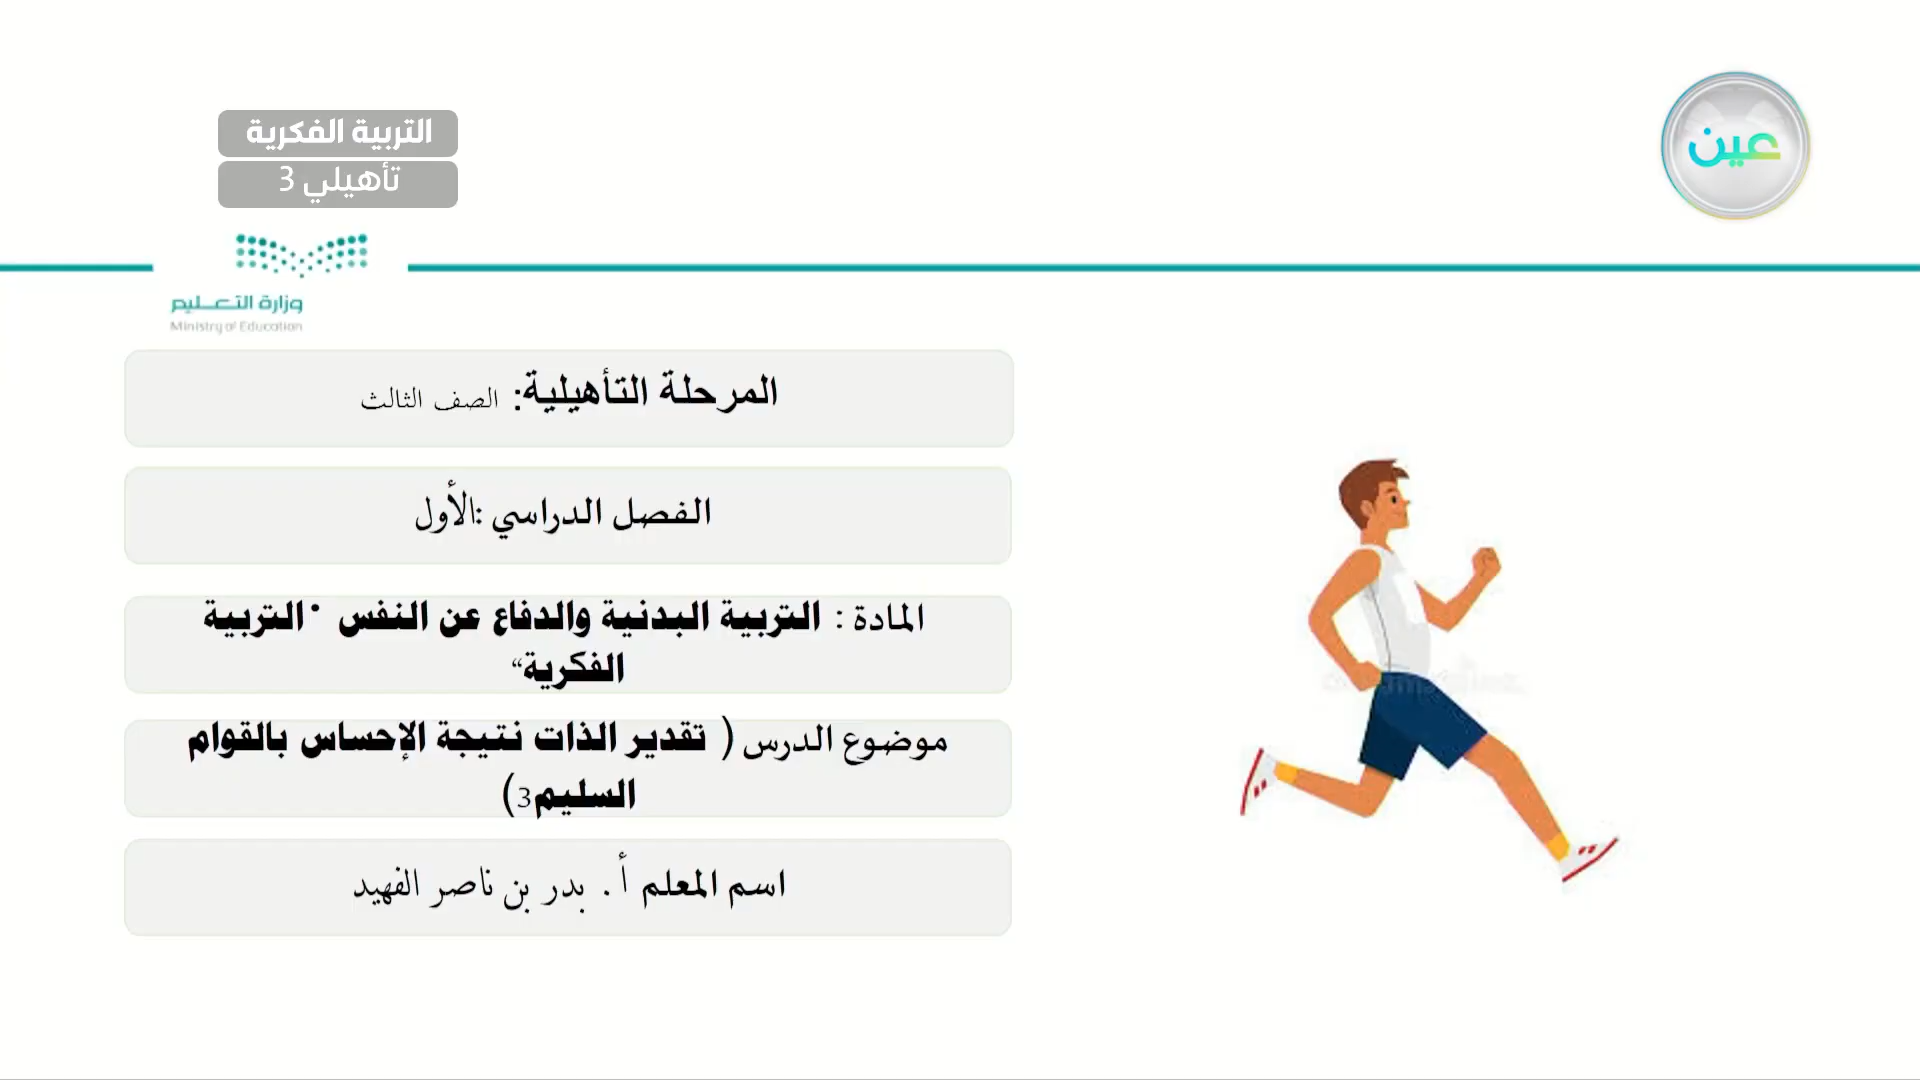 عين
التربية الفكرية
تأهيلي 3
وزارة التعليم
Ministry of Education
المرحلة التأهيلية: الصف الثالث
الفصل الدراسي :الأول
المادة : التربية البدنية والدفاع عن النفس "التربية
الفكرية“
موضوع الدرس ( تقدير الذات نتيجة الإحساس بالقوام
السليم3)
اسم المعلم أ . بدر بن ناصر الفهيد